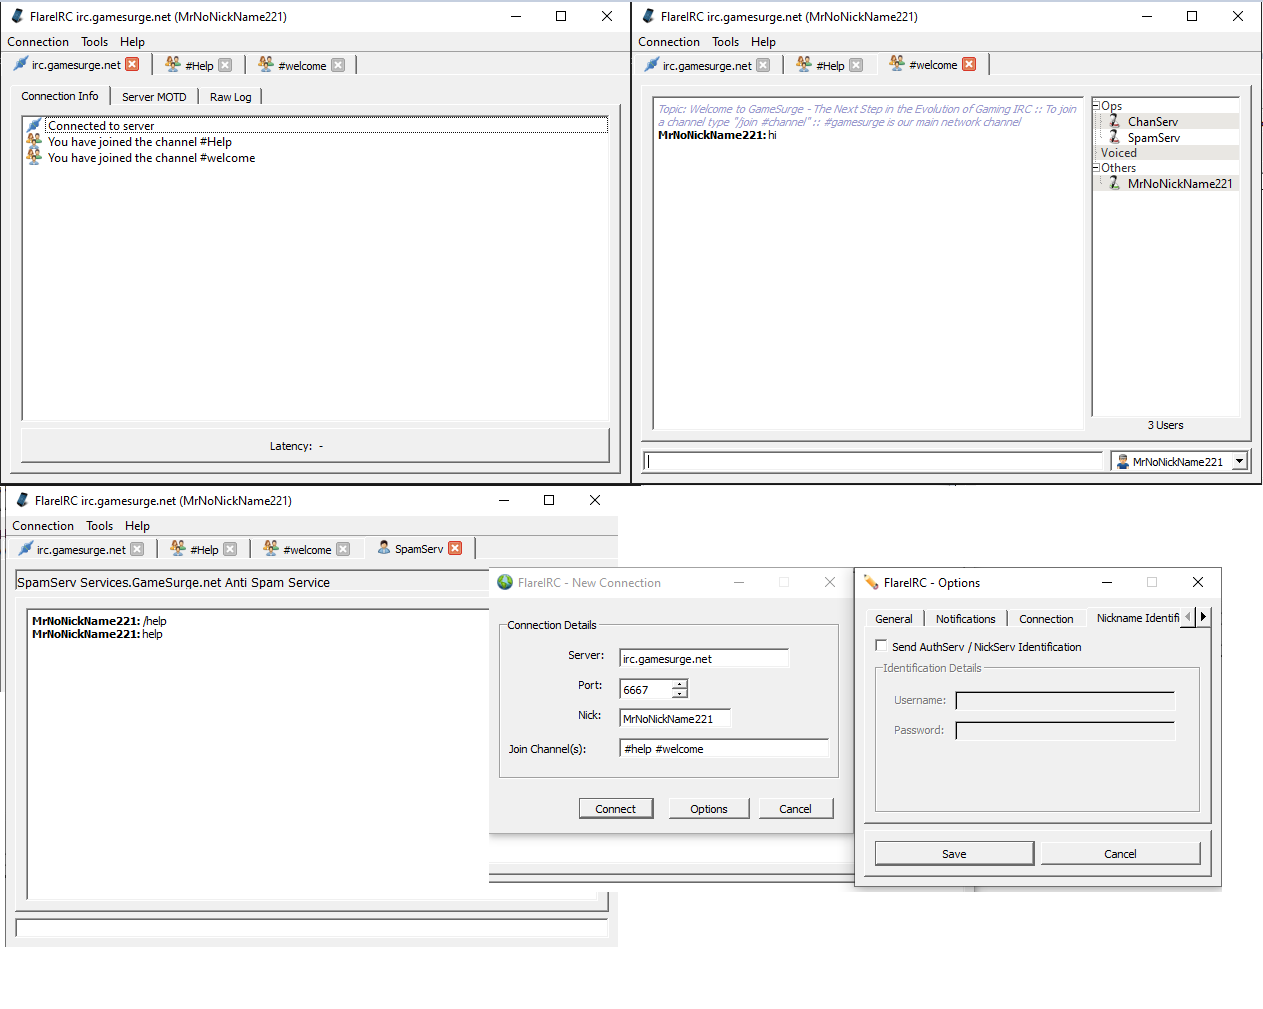 FlareIRC irc.gamesurge.net (MrNoNickName221)
Connection Tools Help
irc.gamesurge.net #Help #welcome
Connection Info Server MOTD Raw Log
Connected to server
You have joined the channel #Help
You have joined the channel #welcome
Latency: -
FlareIRC irc.gamesurge.net (MrNoNickName221)
Connection Tools Help
irc.gamesurge.net #Help #welcome
Topic: Welcome to GameSurge - The Next Step in the Evolution of Gaming IRC :: To join
a channel type "/join #channel" :: #gamesurge is our main network channel
MrNoNickName221: hi
Ops
ChanServ
SpamServ
Voiced
Others
MrNoNickName221
3 Users
MrNoNickName221
FlareIRC irc.gamesurge.net (MrNoNickName221)
Connection Tools Help
irc.gamesurge.net #Help #welcome SpamServ
SpamServ Services.GameSurge.net Anti Spam Service
MrNoNickName221: /help
MrNoNickName221: help
FlareIRC - New Connection
Connection Details
Server: irc.gamesurge.net
Port: 6667
Nick: MrNoNickName221
Join Channel(s): #help #welcome
Connect Options Cancel
FlareIRC - Options
General Notifications Connection Nickname Identifi
Send AuthServ / NickServ Identification
Identification Details
Username:
Password:
Save Cancel